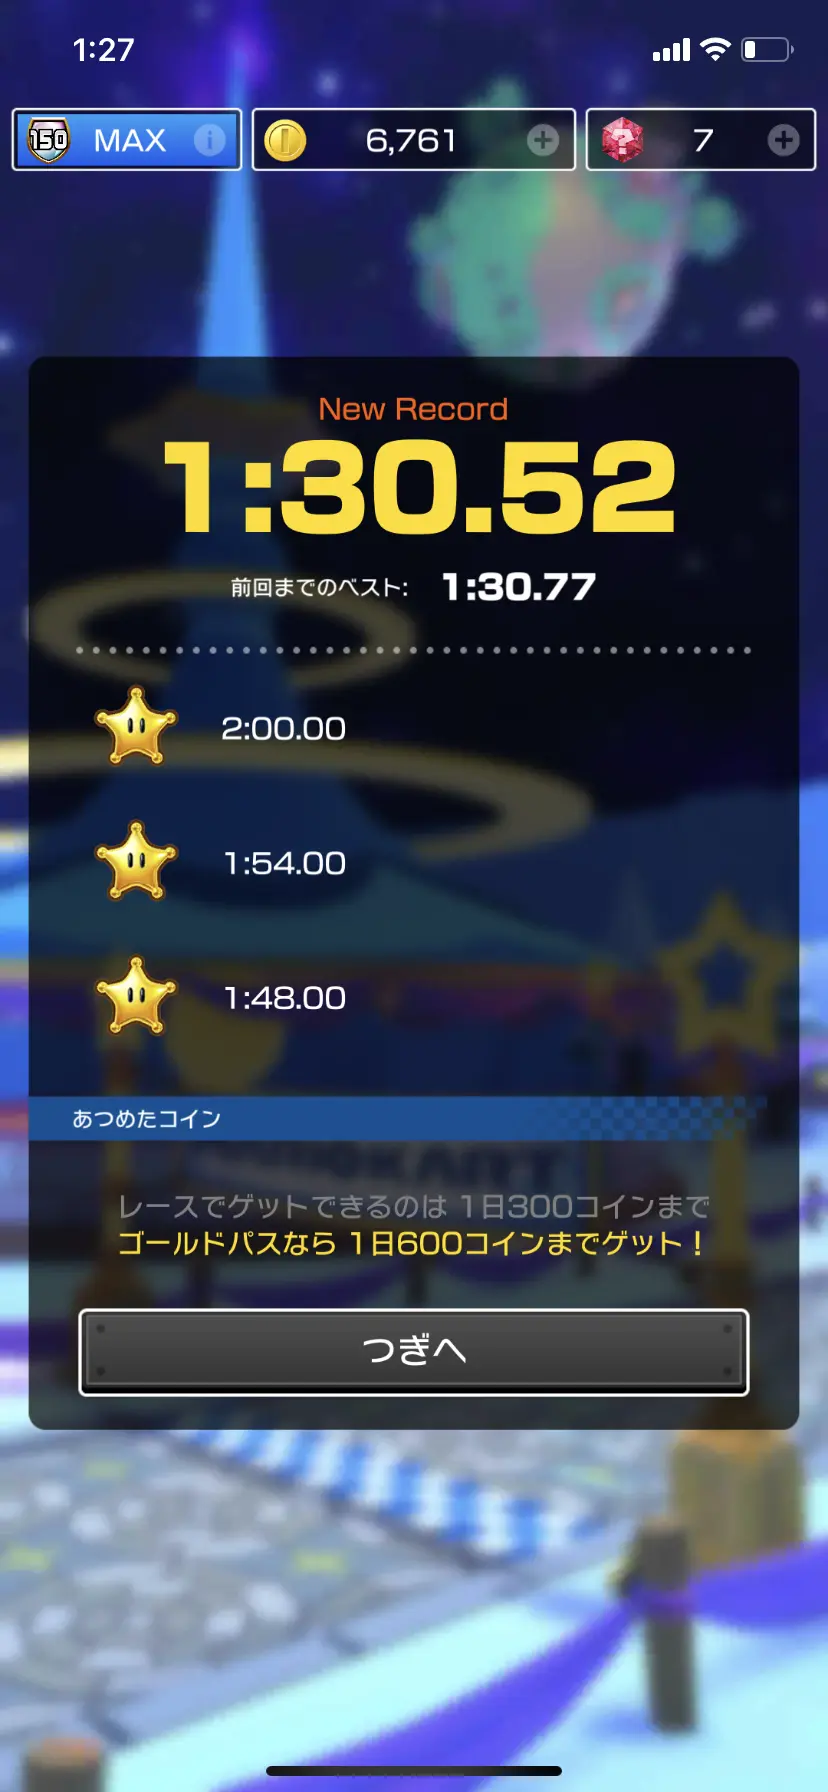 1:27
150 MAX i 6,761 + 7 +
New Record
1:30.52
前回までのベスト: 1:30.77
2:00.00
1:54.00
1:48.00
あつめたコイン
レースでゲットできるのは 1日300コインまで
ゴールドパスなら 1日600コインまでゲット！
つぎへ